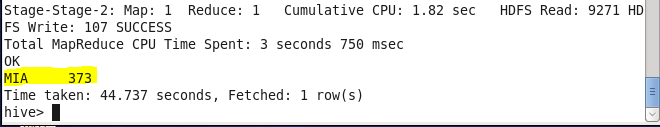 Stage-Stage-2: Map: 1  Reduce: 1   Cumulative CPU: 1.82 sec   HDFS Read: 9271 HD
FS Write: 107 SUCCESS
Total MapReduce CPU Time Spent: 3 seconds 750 msec
OK
MIA     373
Time taken: 44.737 seconds, Fetched: 1 row(s)
hive>